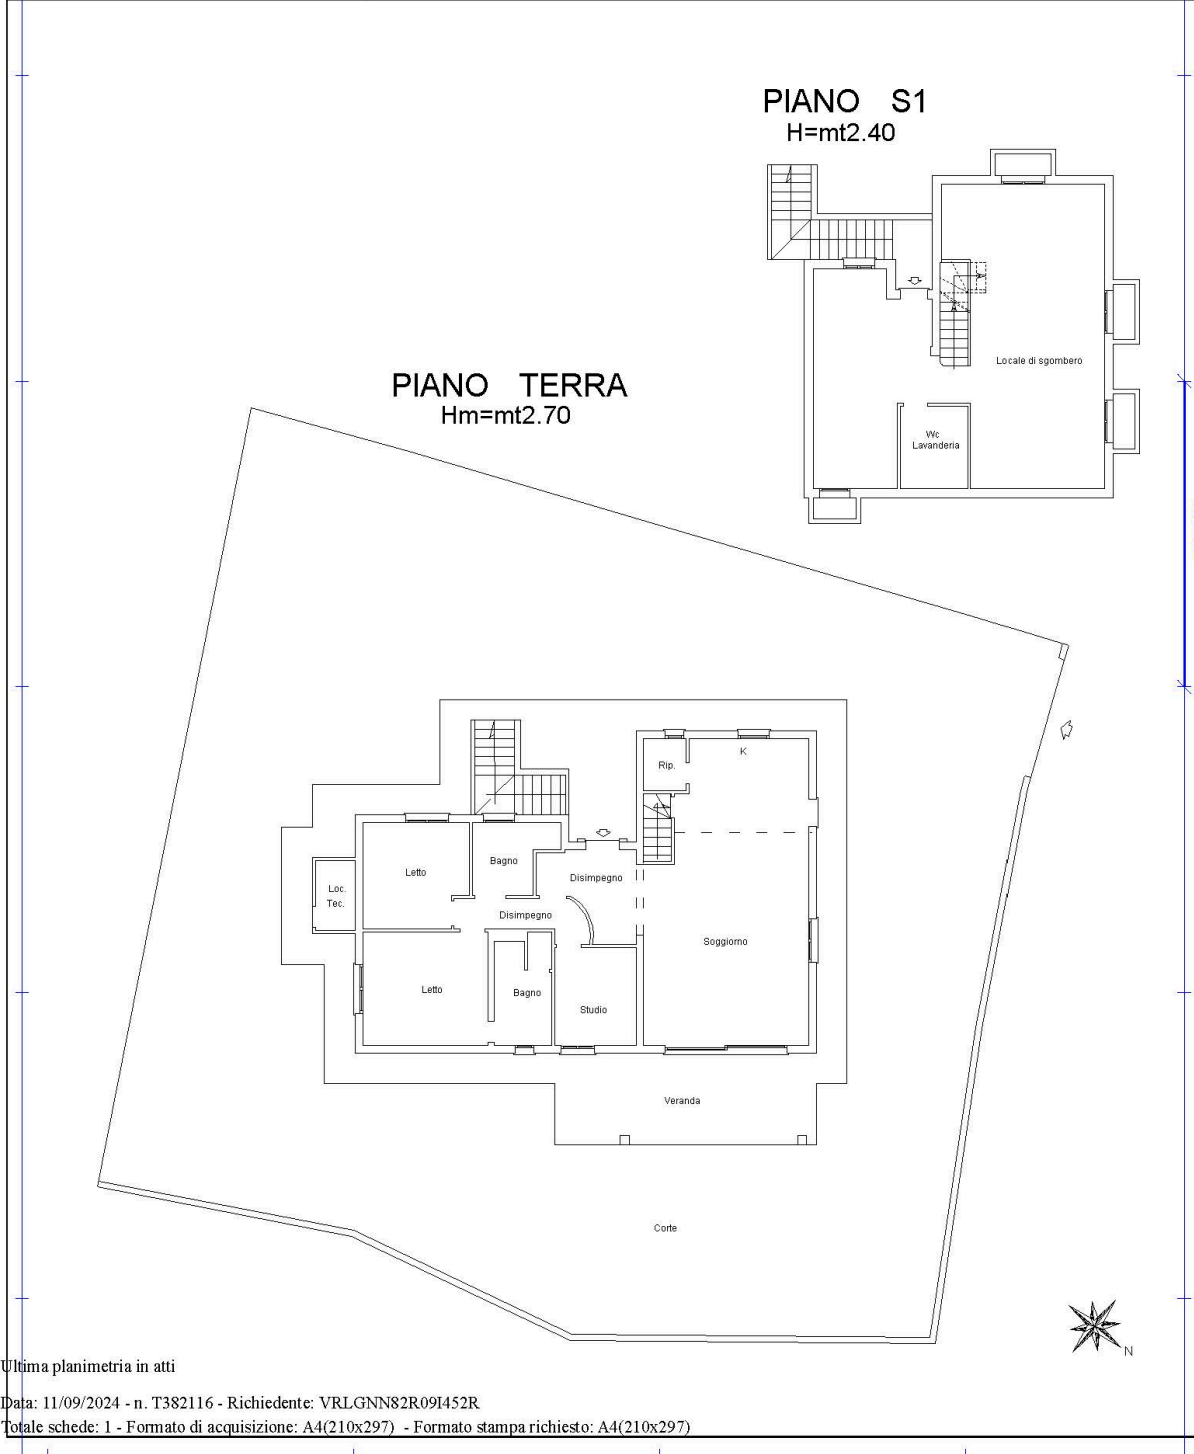 PIANO S1
H=mt2.40
Locale di sgombero
Wc
Lavanderia
PIANO TERRA
Hm=mt2.70
K
Rip.
Bagno
Letto
Disimpegno
Loc.
Tec.
Disimpegno
Soggiorno
Letto
Bagno
Studio
Veranda
Corte
N
Ultima planimetria in atti
Data: 11/09/2024 - n. T382116 - Richiedente: VRLGNN82R09I452R
Totale schede: 1 - Formato di acquisizione: A4(210x297) - Formato stampa richiesto: A4(210x297)